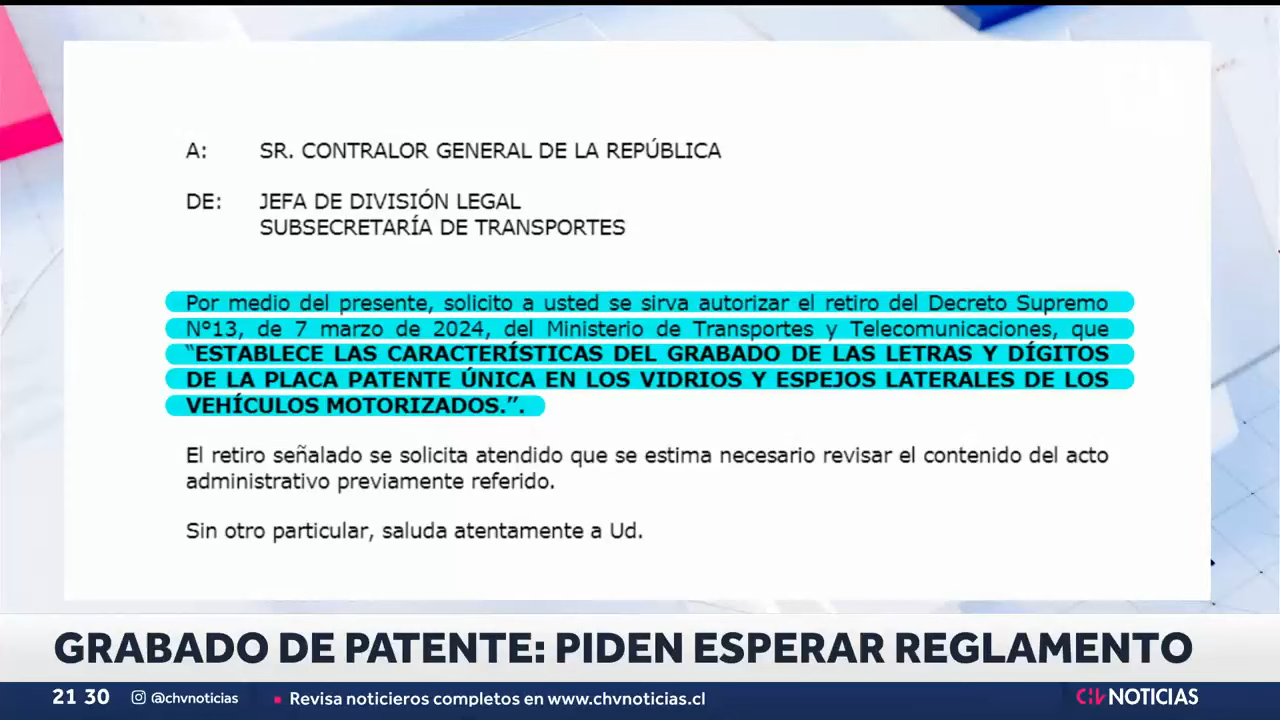 A: SR. CONTRALOR GENERAL DE LA REPÚBLICA
DE: JEFA DE DIVISIÓN LEGAL
SUBSECRETARÍA DE TRANSPORTES
Por medio del presente, solicito a usted se sirva autorizar el retiro del Decreto Supremo
Nº13, de 7 marzo de 2024, del Ministerio de Transportes y Telecomunicaciones, que
“ESTABLECE LAS CARACTERÍSTICAS DEL GRABADO DE LAS LETRAS Y DÍGITOS
DE LA PLACA PATENTE ÚNICA EN LOS VIDRIOS Y ESPEJOS LATERALES DE LOS
VEHÍCULOS MOTORIZADOS.”.
El retiro señalado se solicita atendido que se estima necesario revisar el contenido del acto
administrativo previamente referido.
Sin otro particular, saluda atentamente a Ud.
GRABADO DE PATENTE: PIDEN ESPERAR REGLAMENTO
21 30 @chvnoticias ▪ Revisa noticieros completos en www.chvnoticias.cl CHV NOTICIAS